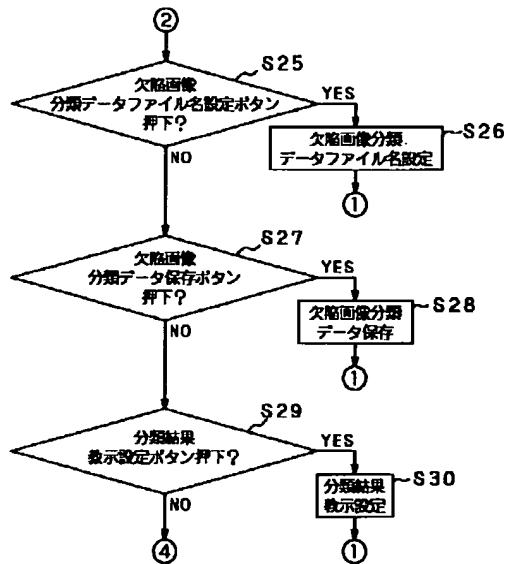 ②
S25
欠陥画像
分類データファイル名設定ボタン
押下?
YES
S26
欠陥画像分類
データファイル名設定
①
NO
S27
欠陥画像
分類データ保存ボタン
押下?
YES
S28
欠陥画像分類
データ保存
①
NO
S29
分類結果
教示設定ボタン押下?
YES
S30
分類結果
教示設定
①
NO
④